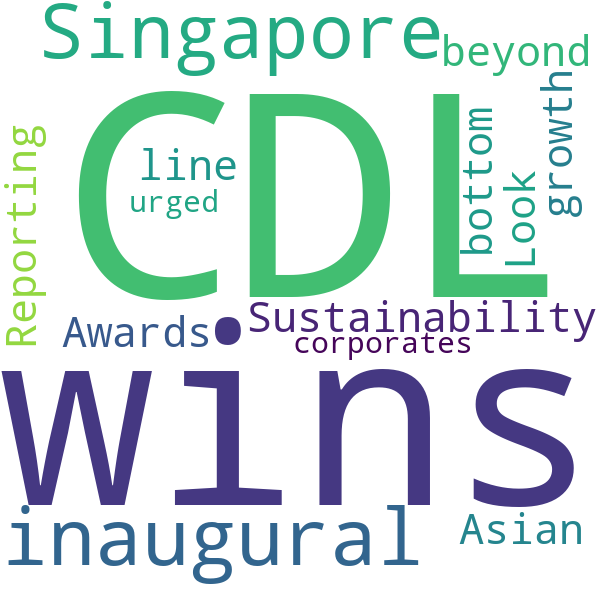 Singapore
beyond
CDL
growth
bottom
Look
line
urged
Reporting
Sustainability
Awards
corporates
wins
inaugural
Asian